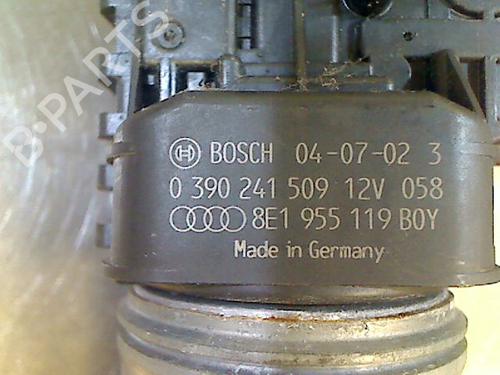 BOSCH 04-07-02 3
0 390 241 509 12V 058
8E1 955 119 B0Y
Made in Germany
B-PARTS